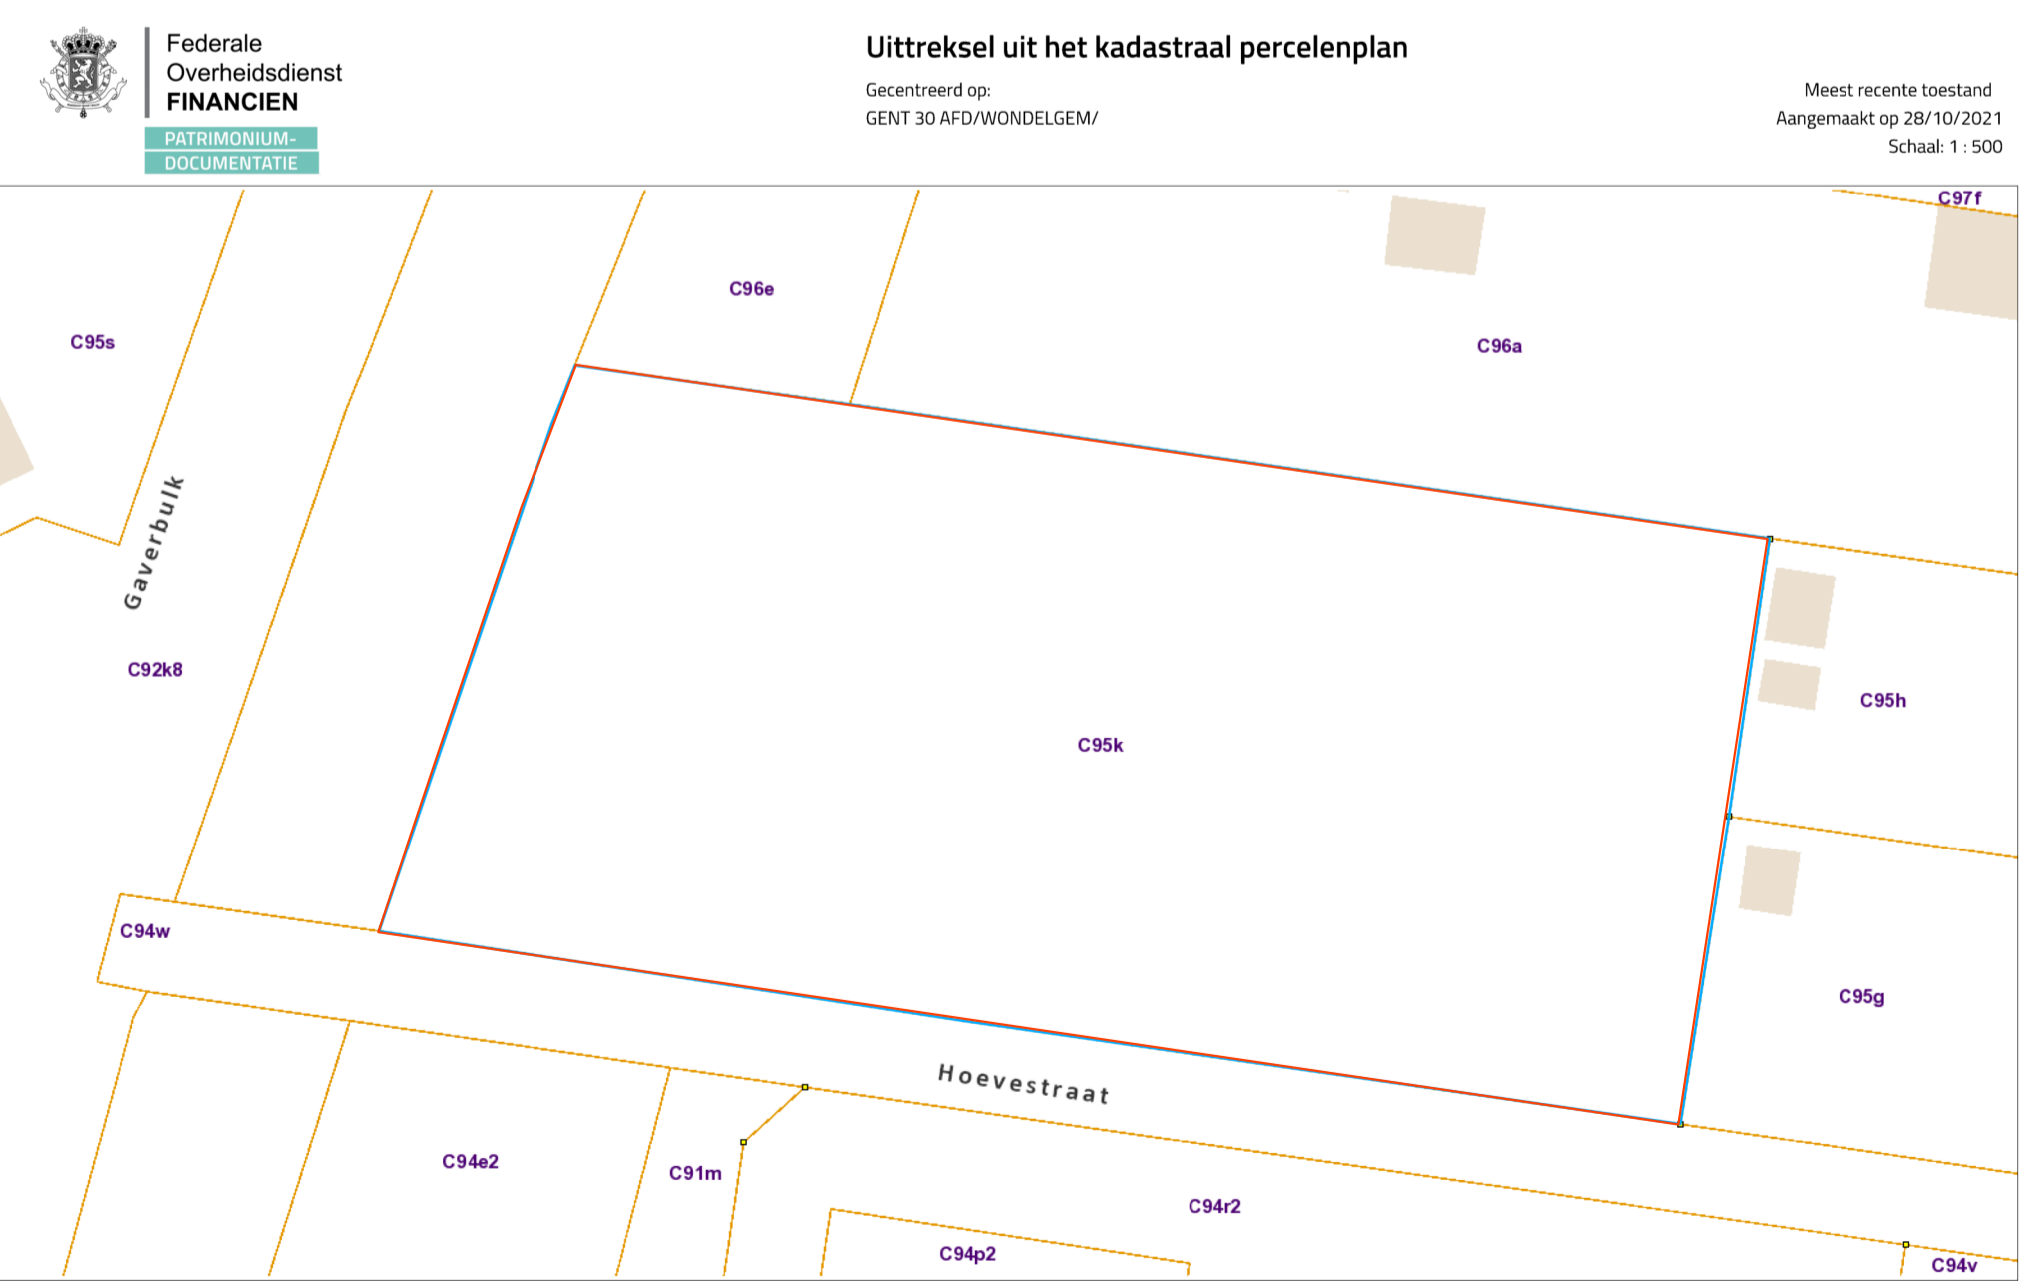 Federale
Overheidsdienst
FINANCIEN
PATRIMONIUM-
DOCUMENTATIE
Uittreksel uit het kadastraal percelenplan
Gecentreerd op:
GENT 30 AFD/WONDELGEM/
Meest recente toestand
Aangemaakt op 28/10/2021
Schaal: 1 : 500
C97f
C96e
C95s
C96a
Gaverbulk
C92k8
C95h
C95k
C94w
C95g
Hoevestraat
C94e2
C91m
C94r2
C94p2
C94v